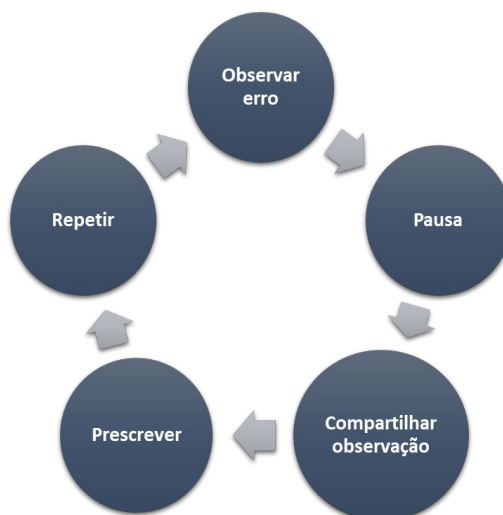 Observar
erro
Pausa
Compartilhar
observação
Prescrever
Repetir